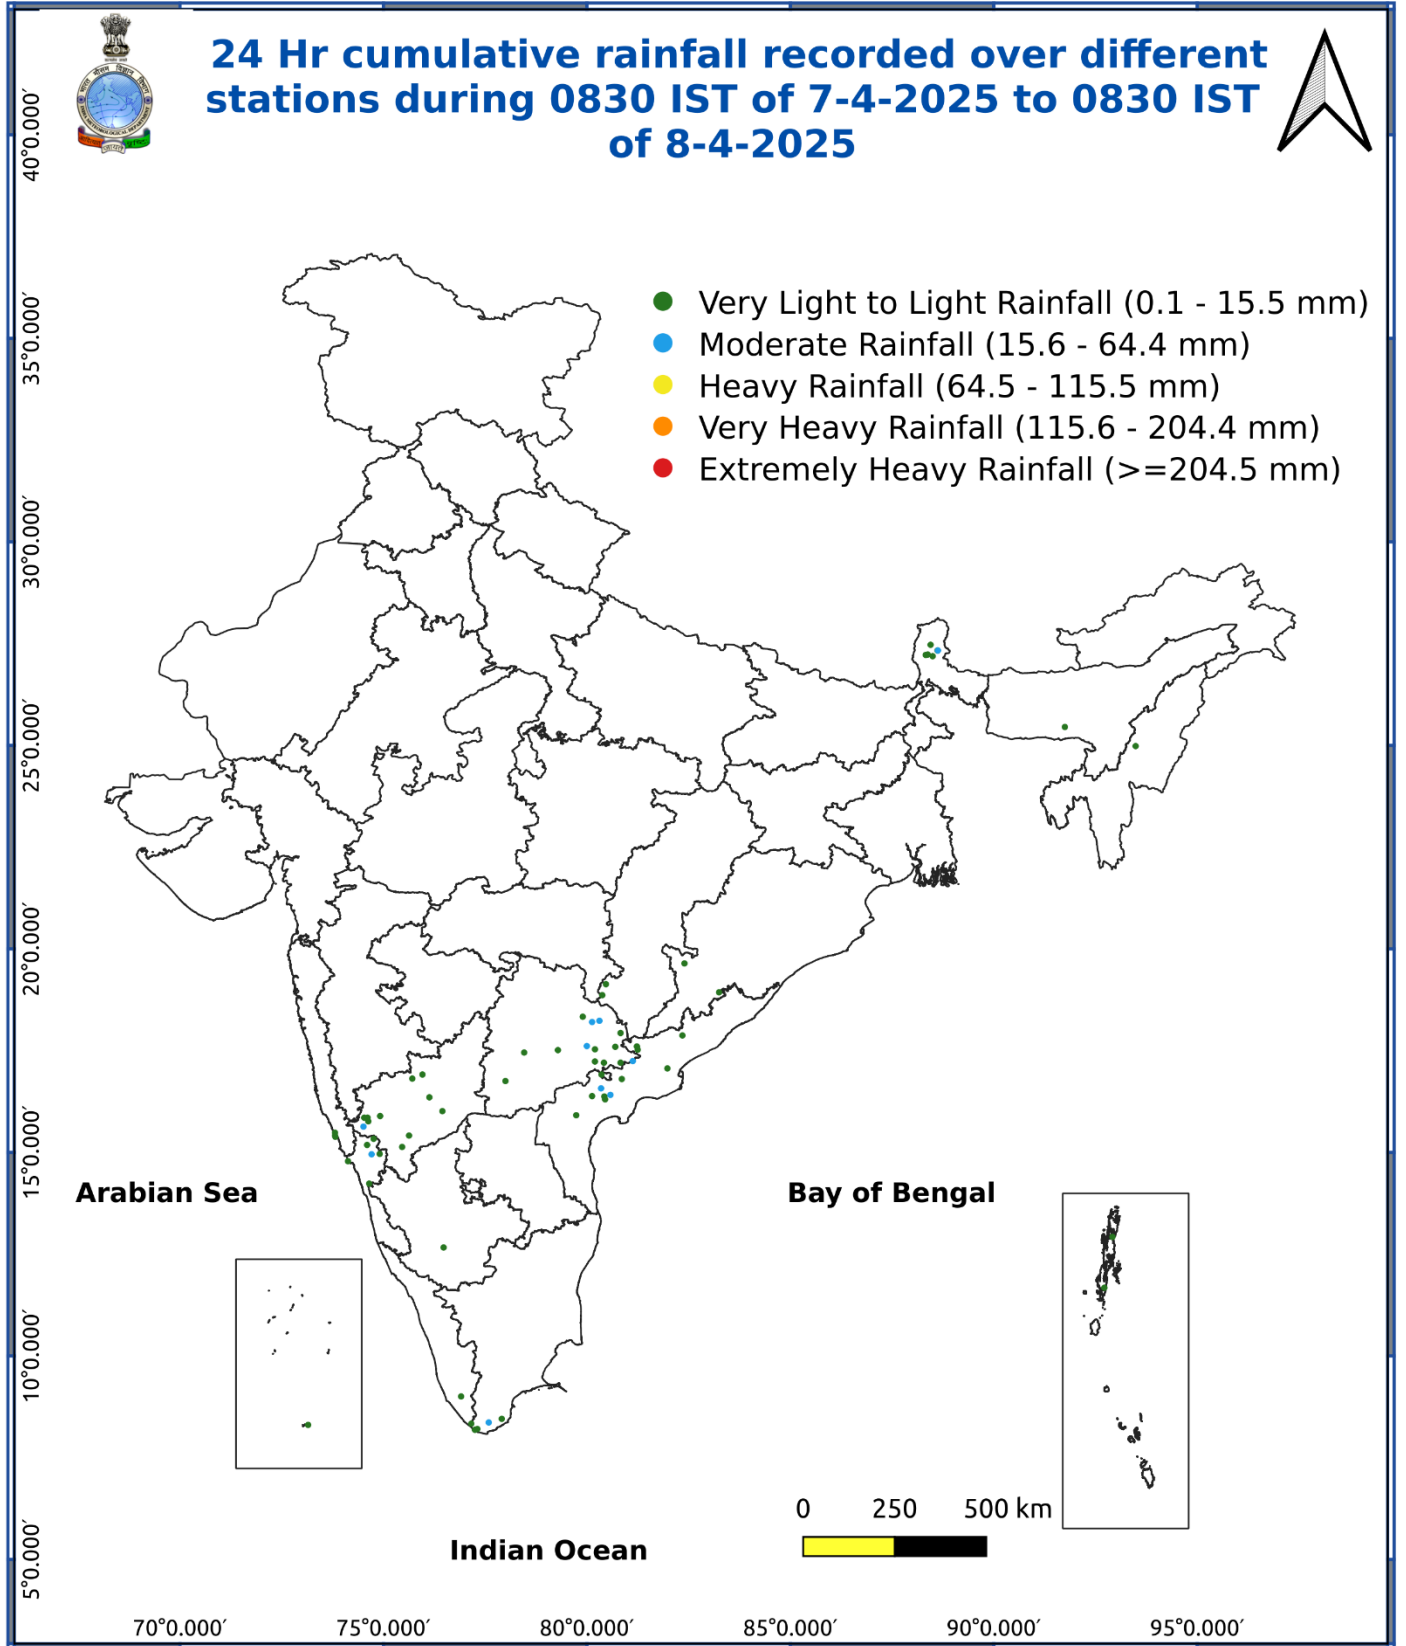 24 Hr cumulative rainfall recorded over different
stations during 0830 IST of 7-4-2025 to 0830 IST
of 8-4-2025
Very Light to Light Rainfall (0.1 - 15.5 mm)
Moderate Rainfall (15.6 - 64.4 mm)
Heavy Rainfall (64.5 - 115.5 mm)
Very Heavy Rainfall (115.6 - 204.4 mm)
Extremely Heavy Rainfall (>=204.5 mm)
40°0.000′
35°0.000′
30°0.000′
25°0.000′
20°0.000′
15°0.000′
10°0.000′
5°0.000′
Arabian Sea
Bay of Bengal
0 250 500 km
Indian Ocean
70°0.000′ 75°0.000′ 80°0.000′ 85°0.000′ 90°0.000′ 95°0.000′